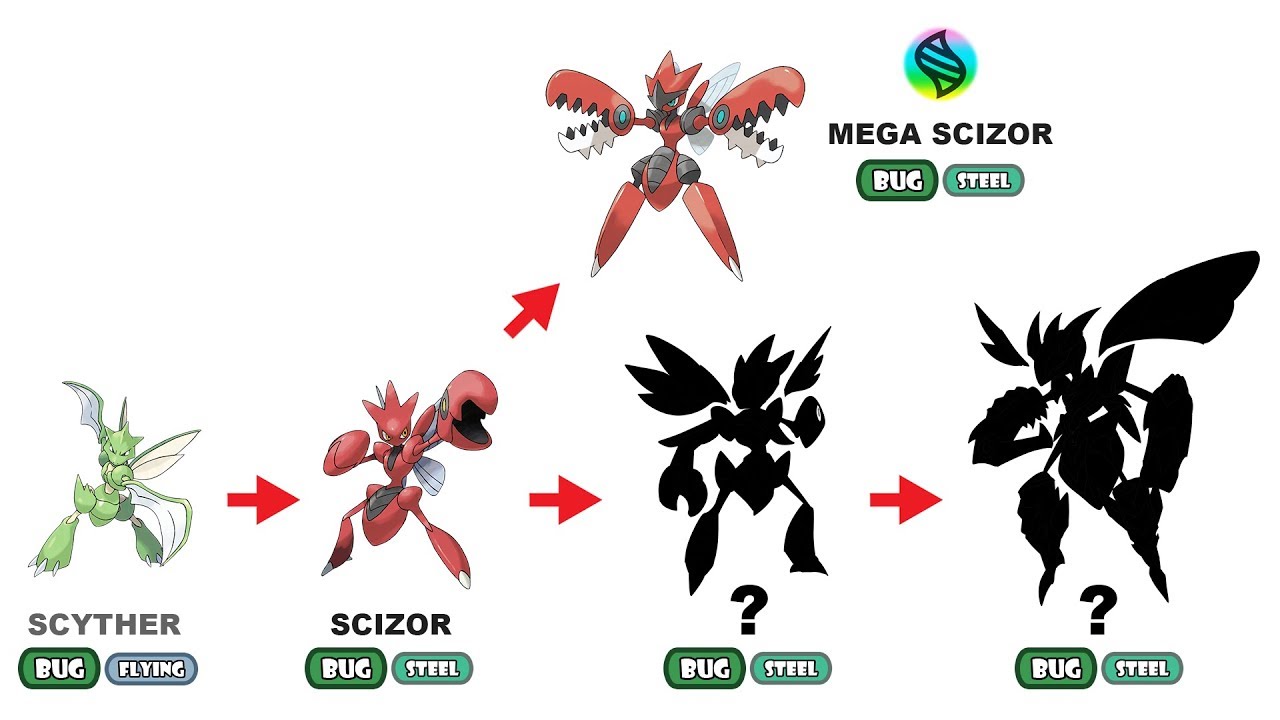 MEGA SCIZOR
BUG STEEL
SCYTHER
BUG FLYING
SCIZOR
BUG STEEL
?
BUG STEEL
?
BUG STEEL